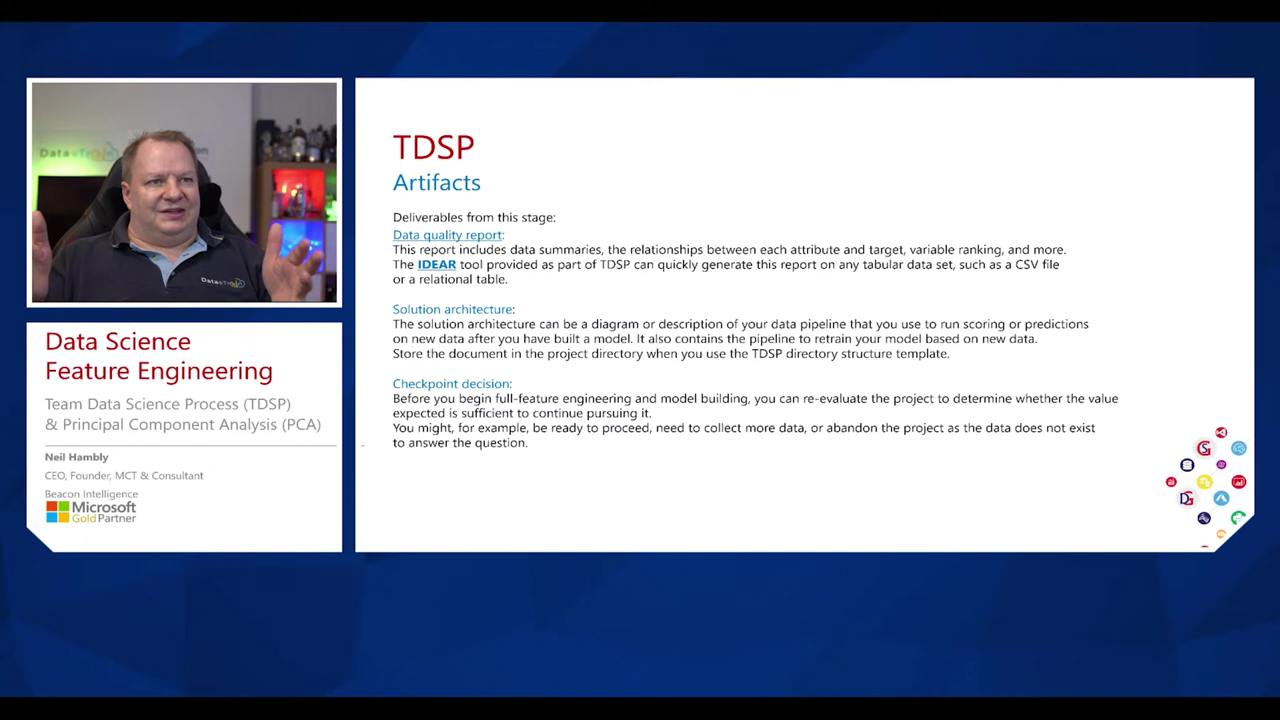 TDSP
Artifacts
Deliverables from this stage:
Data quality report:
This report includes data summaries, the relationships between each attribute and target, variable ranking, and more.
The IDEAR tool provided as part of TDSP can quickly generate this report on any tabular data set, such as a CSV file
or a relational table.
Solution architecture:
The solution architecture can be a diagram or description of your data pipeline that you use to run scoring or predictions
on new data after you have built a model. It also contains the pipeline to retrain your model based on new data.
Store the document in the project directory when you use the TDSP directory structure template.
Checkpoint decision:
Before you begin full-feature engineering and model building, you can re-evaluate the project to determine whether the value
expected is sufficient to continue pursuing it.
You might, for example, be ready to proceed, need to collect more data, or abandon the project as the data does not exist
to answer the question.
Data Science
Feature Engineering
Team Data Science Process (TDSP)
& Principal Component Analysis (PCA)
Neil Hambly
CEO, Founder, MCT & Consultant
Beacon Intelligence
Microsoft
Gold Partner